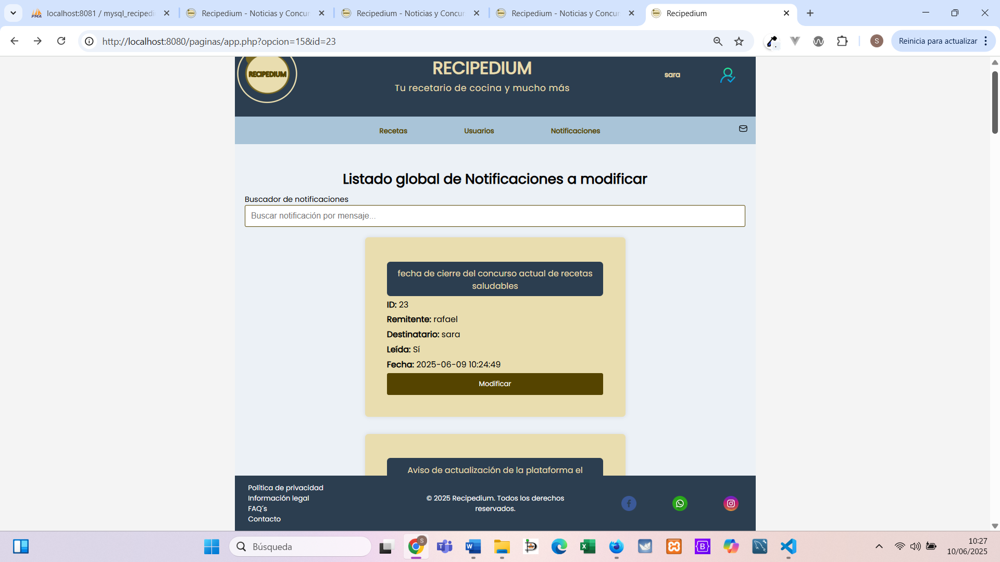 localhost:8081 / mysql_recipedi
Recipedium - Noticias y Concur
Recipedium - Noticias y Concur
Recipedium - Noticias y Concur
Recipedium
http://localhost:8080/paginas/app.php?opcion=15&id=23
S
Reinicia para actualizar
RECIPEDIUM
RECIPEDIUM
Tu recetario de cocina y mucho más
sara
Recetas
Usuarios
Notificaciones
Listado global de Notificaciones a modificar
Buscador de notificaciones
Buscar notificación por mensaje...
fecha de cierre del concurso actual de recetas
saludables
ID: 23
Remitente: rafael
Destinatario: sara
Leída: Sí
Fecha: 2025-06-09 10:24:49
Modificar
Aviso de actualización de la plataforma el
Política de privacidad
Información legal
FAQ´s
Contacto
© 2025 Recipedium. Todos los derechos
reservados.
Búsqueda
10:27
10/06/2025